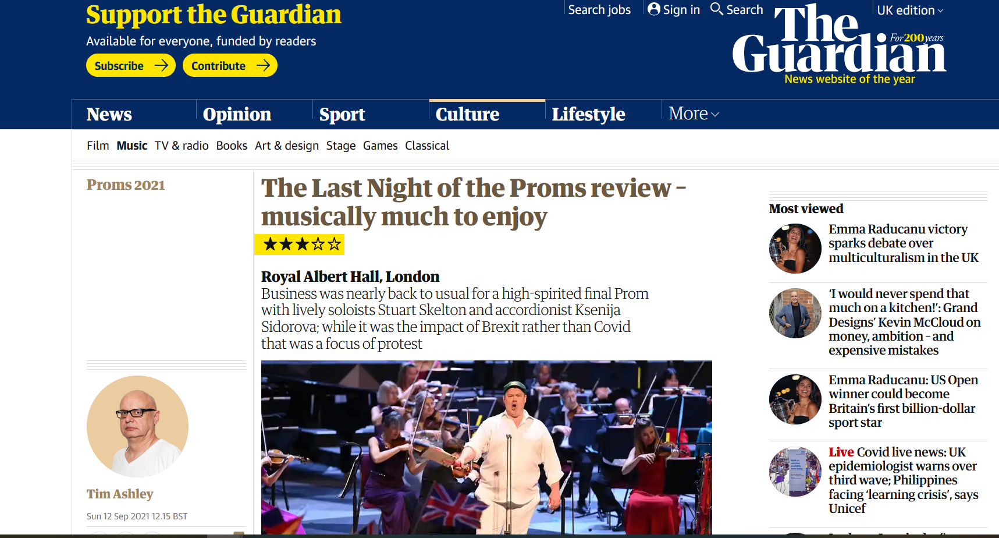 Support the Guardian
Available for everyone, funded by readers
Subscribe
Contribute
Search jobs
Sign in
Search
UK edition
The
Guardian
For 200 years
News website of the year
News
Opinion
Sport
Culture
Lifestyle
More
Film Music TV & radio Books Art & design Stage Games Classical
Proms 2021
The Last Night of the Proms review –
musically much to enjoy
Royal Albert Hall, London
Business was nearly back to usual for a high-spirited final Prom
with lively soloists Stuart Skelton and accordionist Ksenija
Sidorova; while it was the impact of Brexit rather than Covid
that was a focus of protest
Tim Ashley
Sun 12 Sep 2021 12.15 BST
Most viewed
Emma Raducanu victory
sparks debate over
multiculturalism in the UK
‘I would never spend that
much on a kitchen!’: Grand
Designs’ Kevin McCloud on
money, ambition – and
expensive mistakes
Emma Raducanu: US Open
winner could become
Britain’s first billion-dollar
sport star
Live Covid live news: UK
epidemiologist warns over
third wave; Philippines
facing ‘learning crisis’, says
Unicef